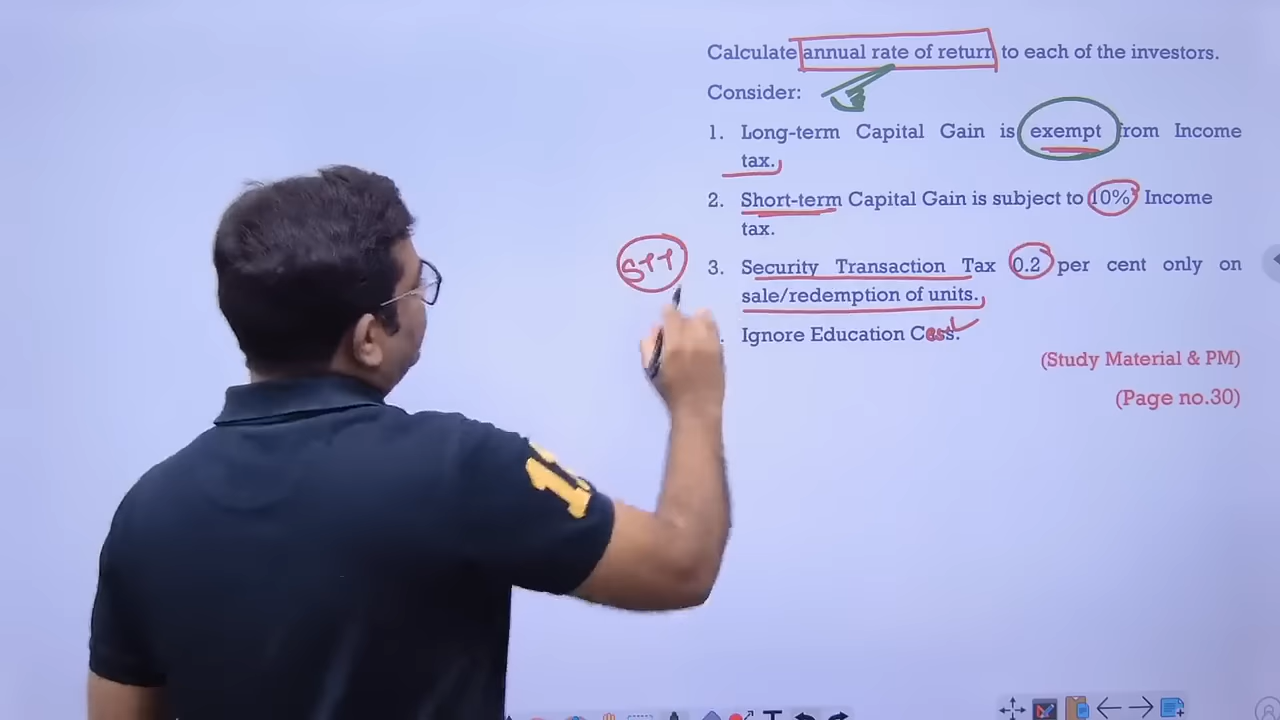 Calculate annual rate of return to each of the investors.
Consider:
1. Long-term Capital Gain is exempt from Income
tax.
2. Short-term Capital Gain is subject to 10% Income
tax.
STT
3. Security Transaction Tax 0.2 per cent only on
sale/redemption of units.
. Ignore Education Cess.
(Study Material & PM)
(Page no.30)
1